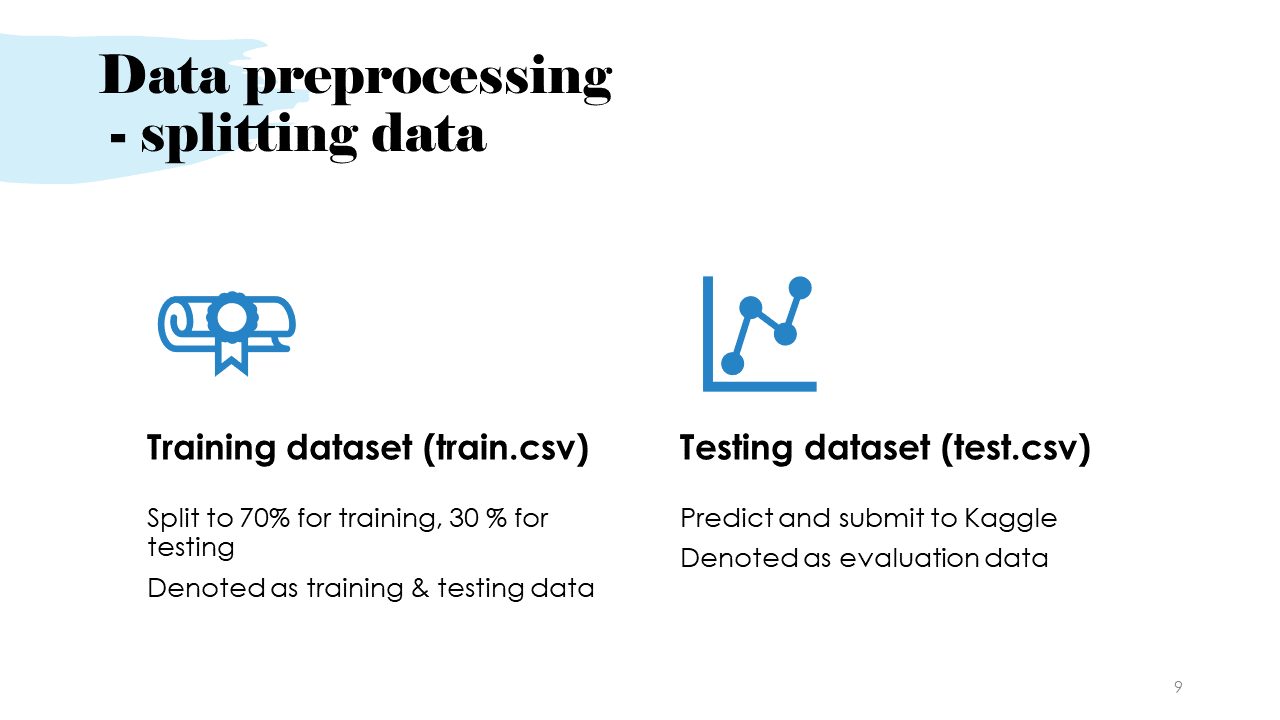 Data preprocessing
- splitting data
Training dataset (train.csv)
Split to 70% for training, 30 % for
testing
Denoted as training & testing data
Testing dataset (test.csv)
Predict and submit to Kaggle
Denoted as evaluation data
9